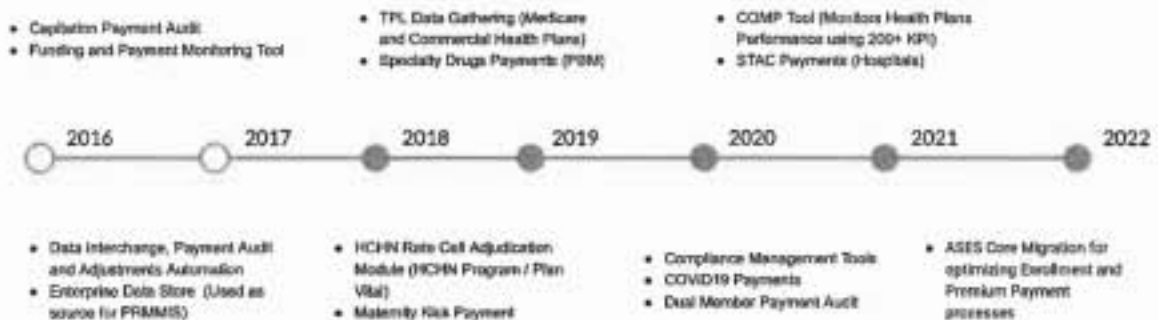 • Capitation Payment Audit
• Funding and Payment Monitoring Tool
• TPL Data Gathering (Medicare
and Commercial Health Plans)
• Specialty Drugs Payments (PBM)
• COMP Tool (Monitors Health Plans
Performance using 200+ KPI)
• STAC Payments (Hospitals)
2016
2017
2018
2019
2020
2021
2022
• Data Interchange, Payment Audit
and Adjustments Automation
• Enterprise Data Store (Used as
source for PRMMIS)
• HCHN Rate Cell Adjudication
Module (HCHN Program / Plan
Vital)
• Maternity Kick Payment
• Compliance Management Tools
• COVID19 Payments
• Dual Member Payment Audit
• ASES Core Migration for
optimizing Enrollment and
Premium Payment
processes